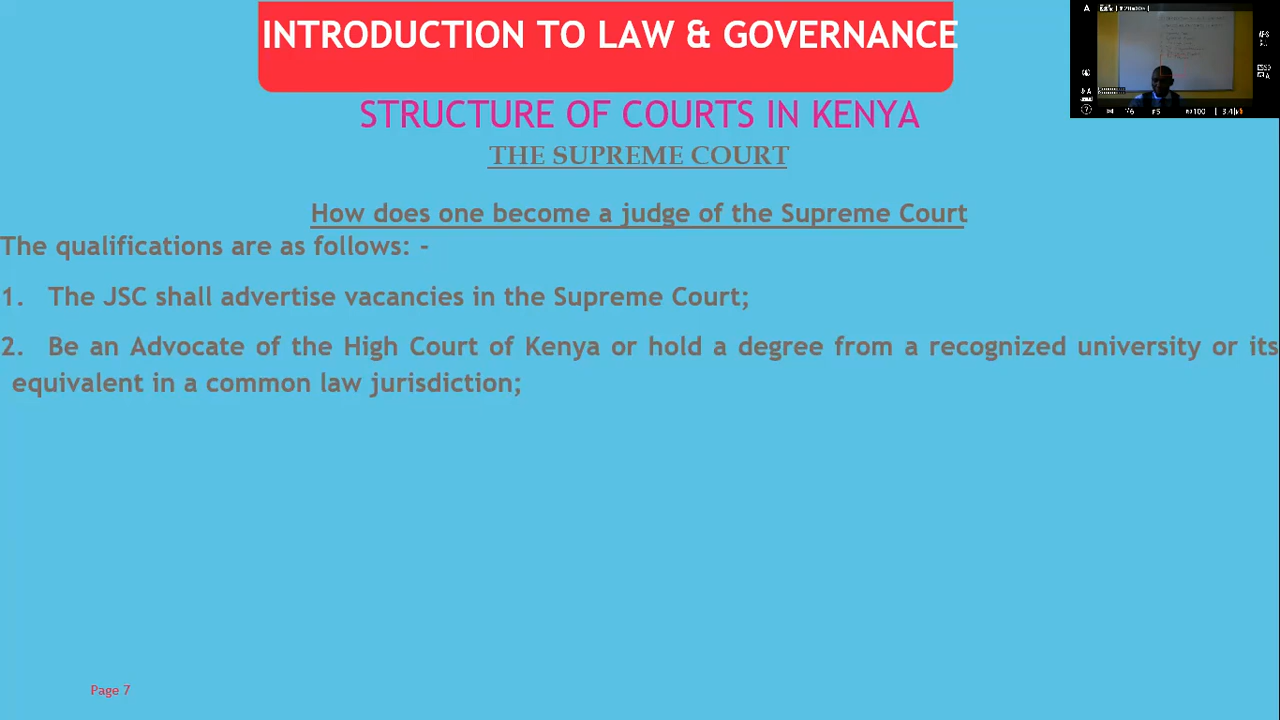 INTRODUCTION TO LAW & GOVERNANCE
STRUCTURE OF COURTS IN KENYA
THE SUPREME COURT
How does one become a judge of the Supreme Court
The qualifications are as follows: -
1. The JSC shall advertise vacancies in the Supreme Court;
2. Be an Advocate of the High Court of Kenya or hold a degree from a recognized university or its
equivalent in a common law jurisdiction;
Page 7